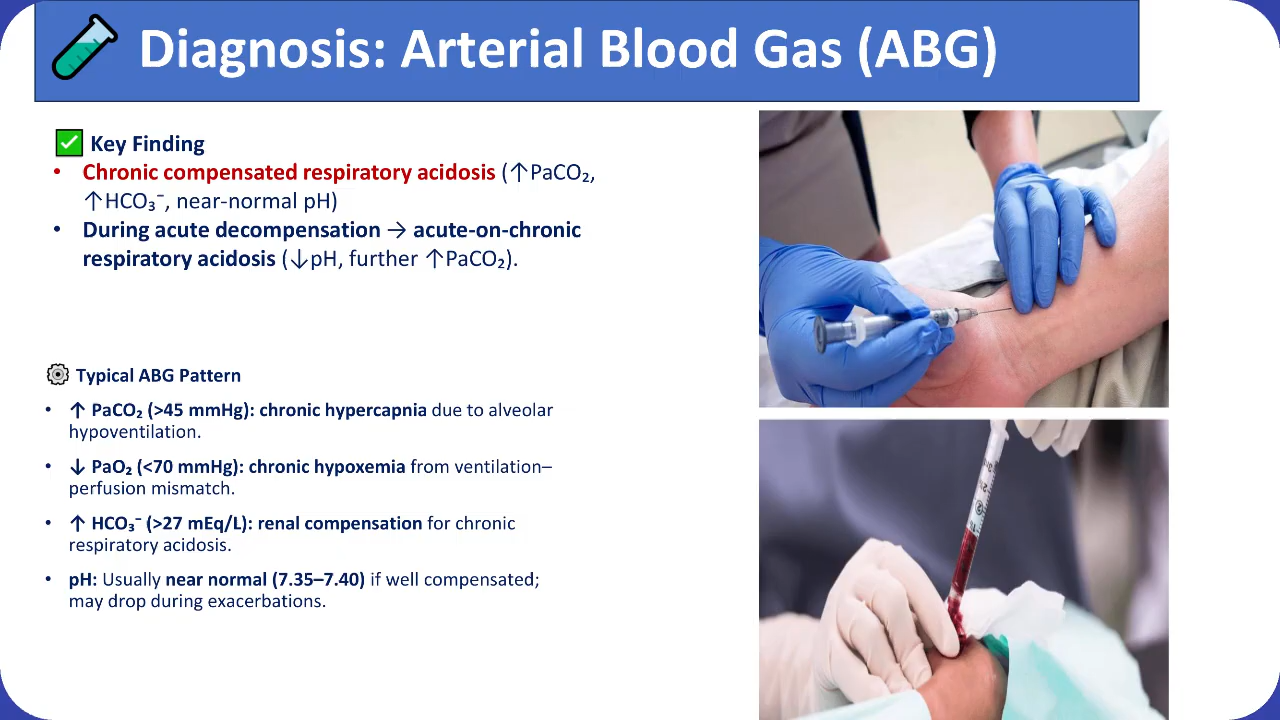 Diagnosis: Arterial Blood Gas (ABG)
✅ Key Finding
• Chronic compensated respiratory acidosis (↑PaCO₂,
↑HCO₃⁻, near-normal pH)
• During acute decompensation → acute-on-chronic
respiratory acidosis (↓pH, further ↑PaCO₂).
⚙ Typical ABG Pattern
• ↑ PaCO₂ (>45 mmHg): chronic hypercapnia due to alveolar
hypoventilation.
• ↓ PaO₂ (<70 mmHg): chronic hypoxemia from ventilation–
perfusion mismatch.
• ↑ HCO₃⁻ (>27 mEq/L): renal compensation for chronic
respiratory acidosis.
• pH: Usually near normal (7.35–7.40) if well compensated;
may drop during exacerbations.